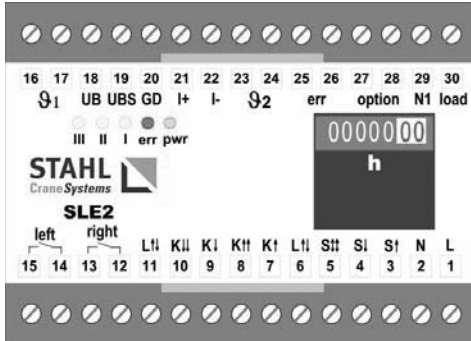 16 17 18 19 20 21 22 23 24 25 26 27 28 29 30
ϑ1 UB UBS GD I+ I- ϑ2 err option N1 load
III II I err pwr
00000 00
h
STAHL
CraneSystems
SLE2
left right
L↑⇊ K⇊ K↓ K⇈ K↑ L↑⇊ S⇈ S↓ S↑ N L
15 14 13 12 11 10 9 8 7 6 5 4 3 2 1